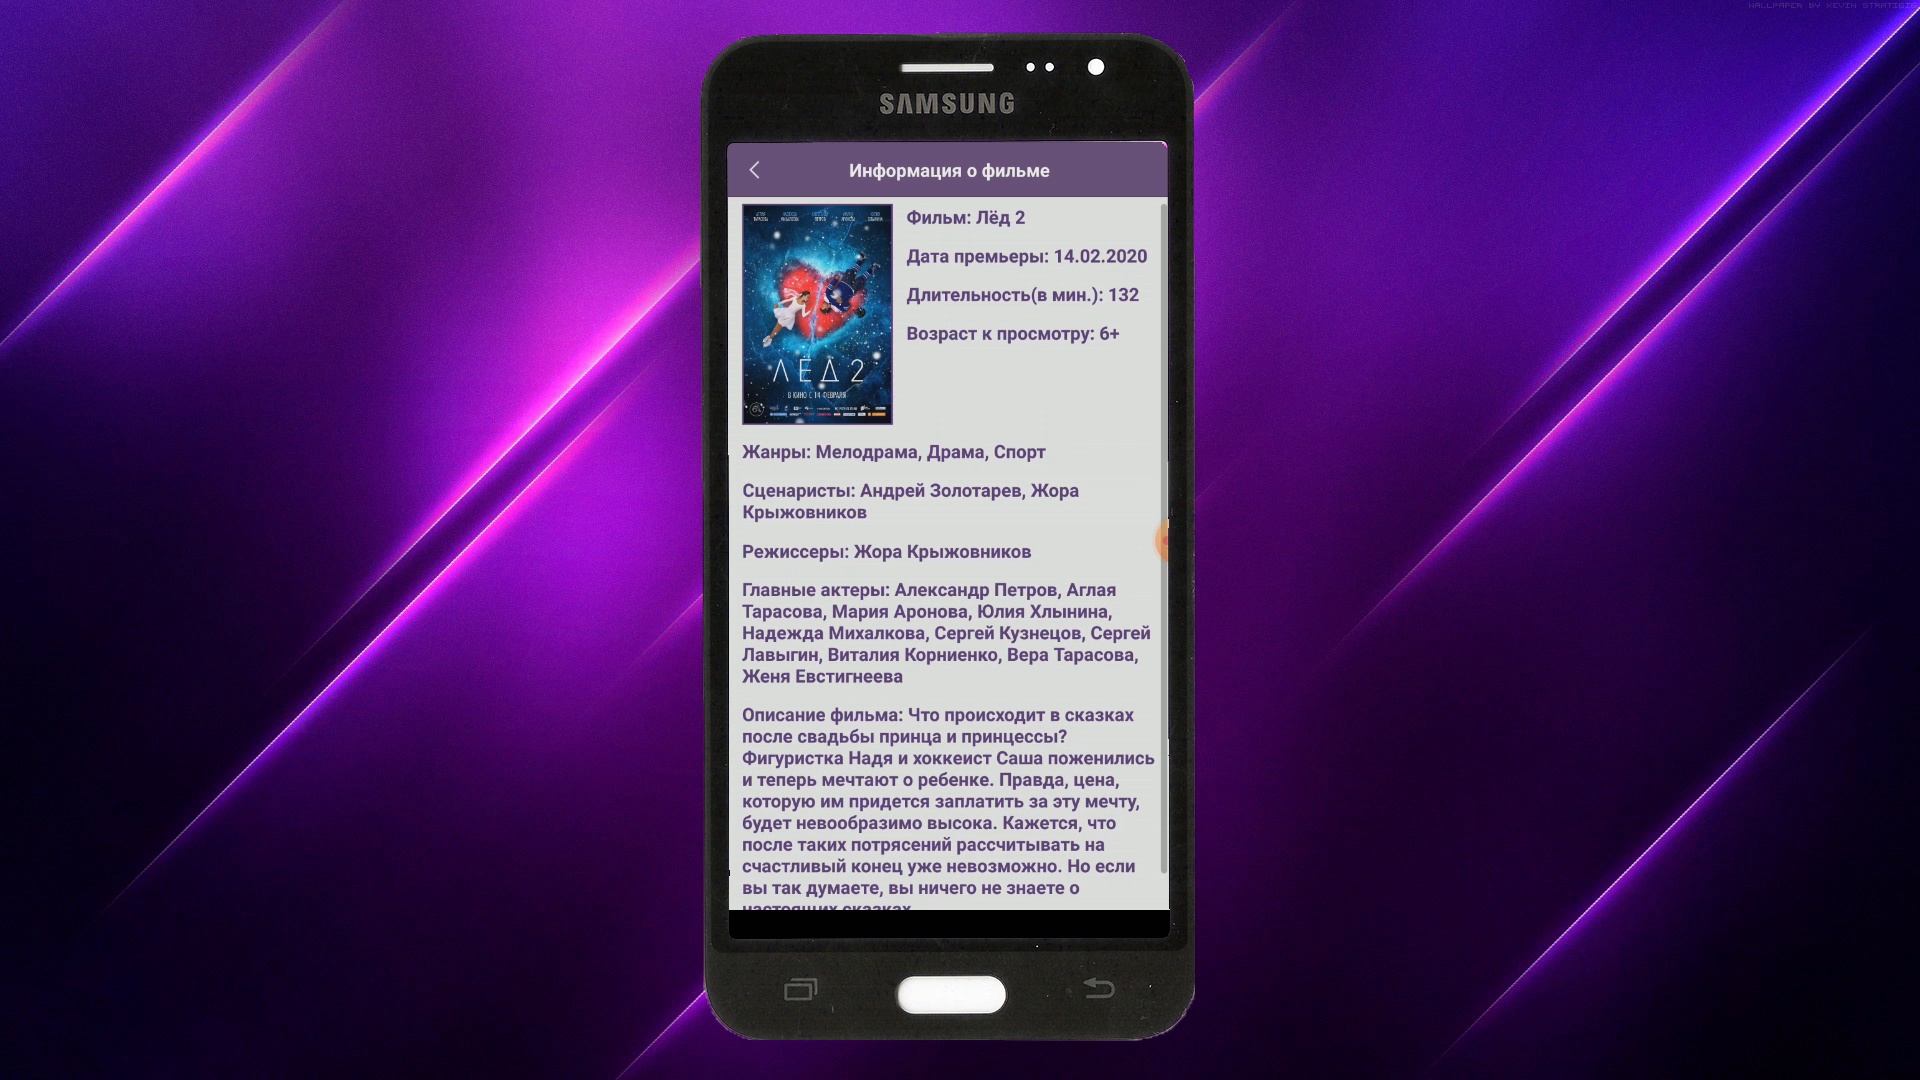 WALLPAPER BY KEVIN STRATIGIS
SAMSUNG
Информация о фильме
Фильм: Лёд 2
Дата премьеры: 14.02.2020
Длительность(в мин.): 132
Возраст к просмотру: 6+
ЛЁД 2
В КИНО С 14 ФЕВРАЛЯ
Жанры: Мелодрама, Драма, Спорт
Сценаристы: Андрей Золотарев, Жора
Крыжовников
Режиссеры: Жора Крыжовников
Главные актеры: Александр Петров, Аглая
Тарасова, Мария Аронова, Юлия Хлынина,
Надежда Михалкова, Сергей Кузнецов, Сергей
Лавыгин, Виталия Корниенко, Вера Тарасова,
Женя Евстигнеева
Описание фильма: Что происходит в сказках
после свадьбы принца и принцессы?
Фигуристка Надя и хоккеист Саша поженились
и теперь мечтают о ребенке. Правда, цена,
которую им придется заплатить за эту мечту,
будет невообразимо высока. Кажется, что
после таких потрясений рассчитывать на
счастливый конец уже невозможно. Но если
вы так думаете, вы ничего не знаете о
настоящих сказках.